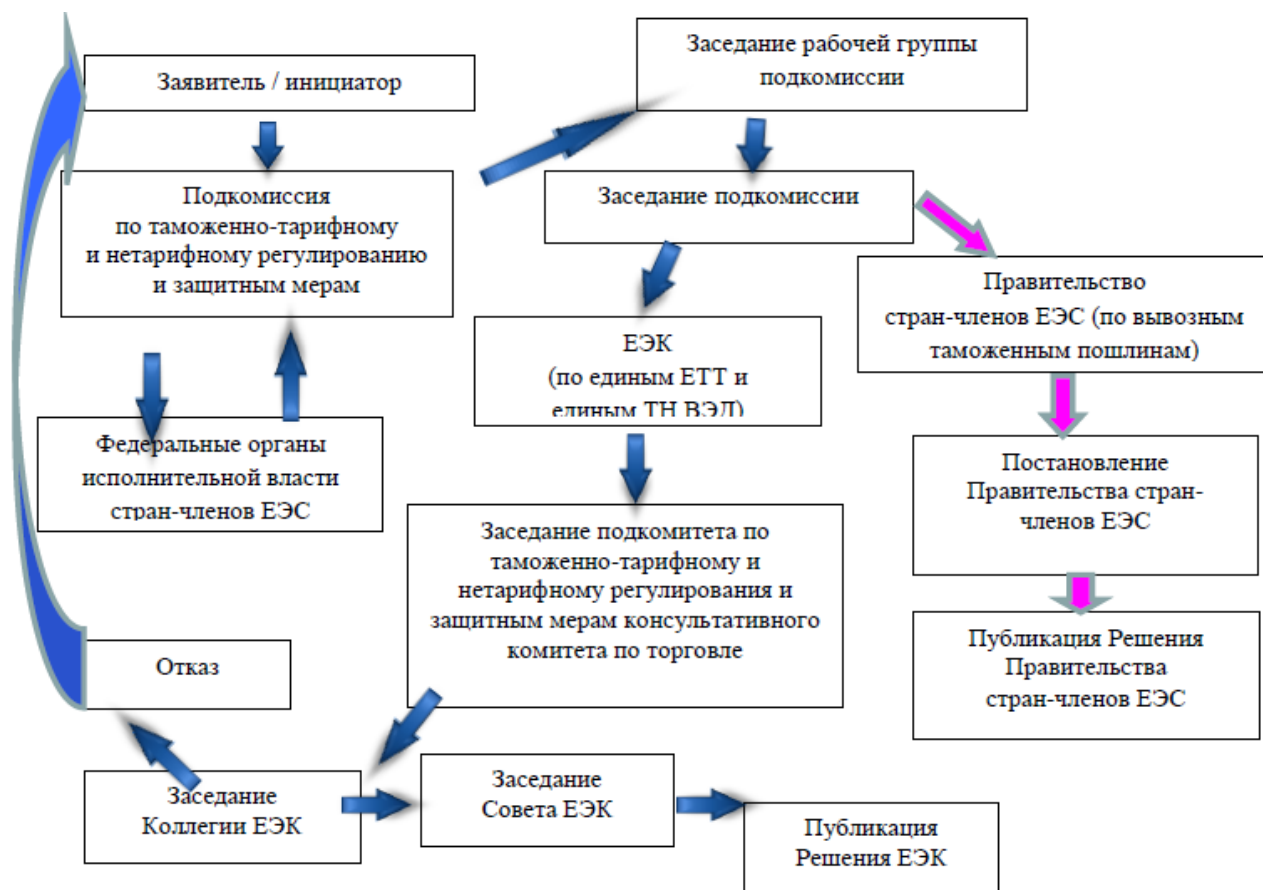 Заявитель / инициатор
Заседание рабочей группы
подкомиссии
Подкомиссия
по таможенно-тарифному
и нетарифному регулированию
и защитным мерам
Заседание подкомиссии
Правительство
стран-членов ЕЭС (по вывозным
таможенным пошлинам)
ЕЭК
(по единым ЕТТ и
единым ТН ВЭД)
Федеральные органы
исполнительной власти
стран-членов ЕЭС
Постановление
Правительства стран-
членов ЕЭС
Заседание подкомитета по
таможенно-тарифному и
нетарифному регулирования и
защитным мерам консультативного
комитета по торговле
Публикация Решения
Правительства
стран-членов ЕЭС
Отказ
Заседание
Коллегии ЕЭК
Заседание
Совета ЕЭК
Публикация
Решения ЕЭК